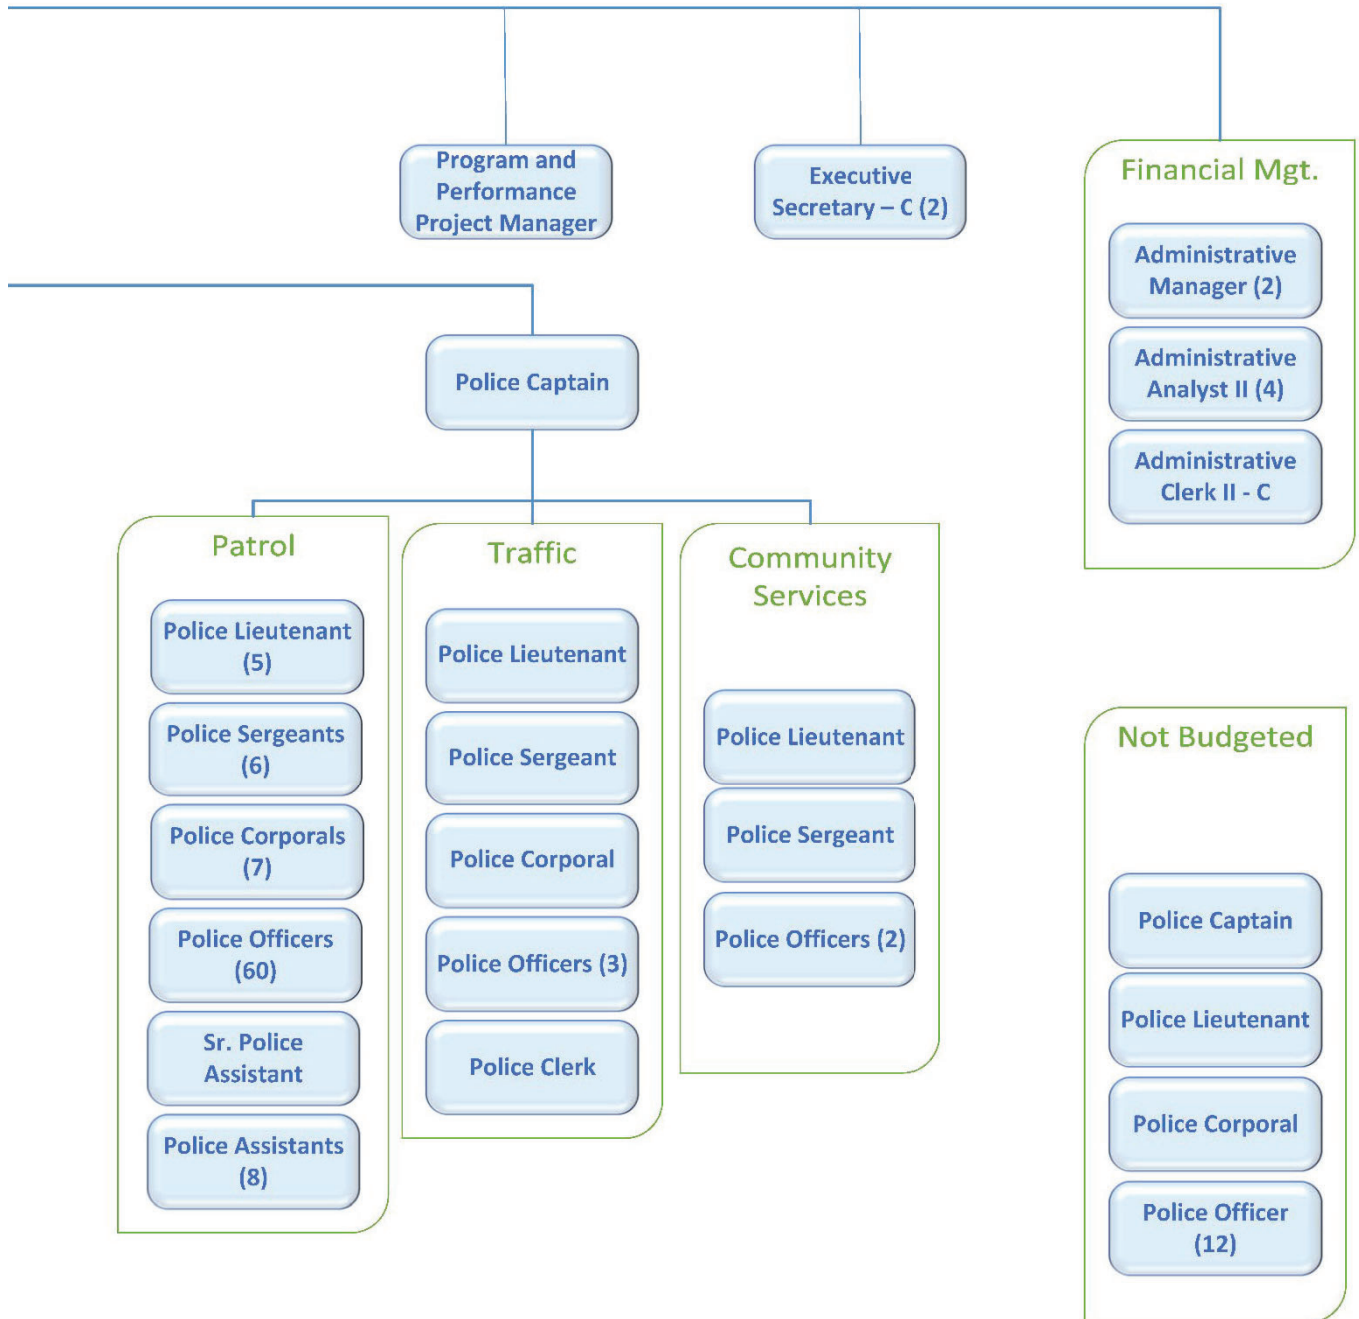 Program and
Performance
Project Manager
Executive
Secretary – C (2)
Financial Mgt.
Administrative
Manager (2)
Administrative
Analyst II (4)
Administrative
Clerk II - C
Police Captain
Patrol
Police Lieutenant
(5)
Police Sergeants
(6)
Police Corporals
(7)
Police Officers
(60)
Sr. Police
Assistant
Police Assistants
(8)
Traffic
Police Lieutenant
Police Sergeant
Police Corporal
Police Officers (3)
Police Clerk
Community
Services
Police Lieutenant
Police Sergeant
Police Officers (2)
Not Budgeted
Police Captain
Police Lieutenant
Police Corporal
Police Officer
(12)